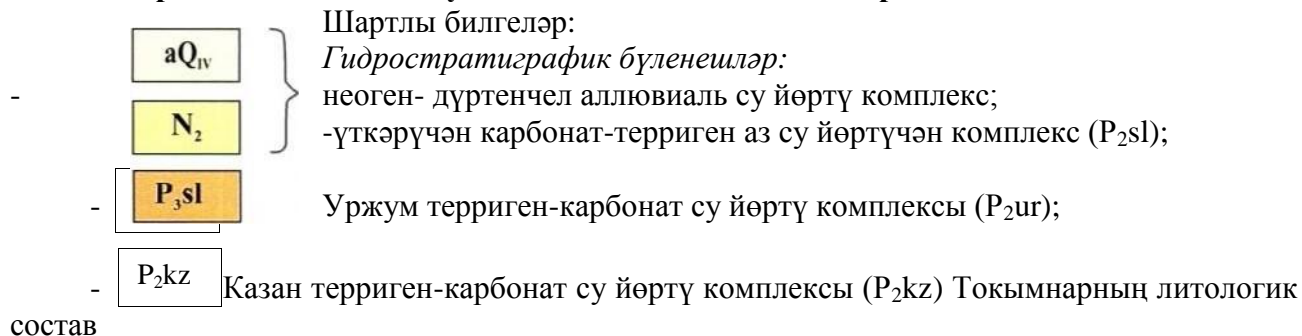 Шартлы билгеләр:
aQIV
Гидростратиграфик бүленешләр:
- неоген- дүртенчел аллювиаль су йөртү комплекс;
N2
-үткәрүчән карбонат-терриген аз су йөртүчән комплекс (P2sl);
- P3sl Уржум терриген-карбонат су йөртү комплексы (P2ur);
- P2kz Казан терриген-карбонат су йөртү комплексы (P2kz) Токымнарның литологик
состав